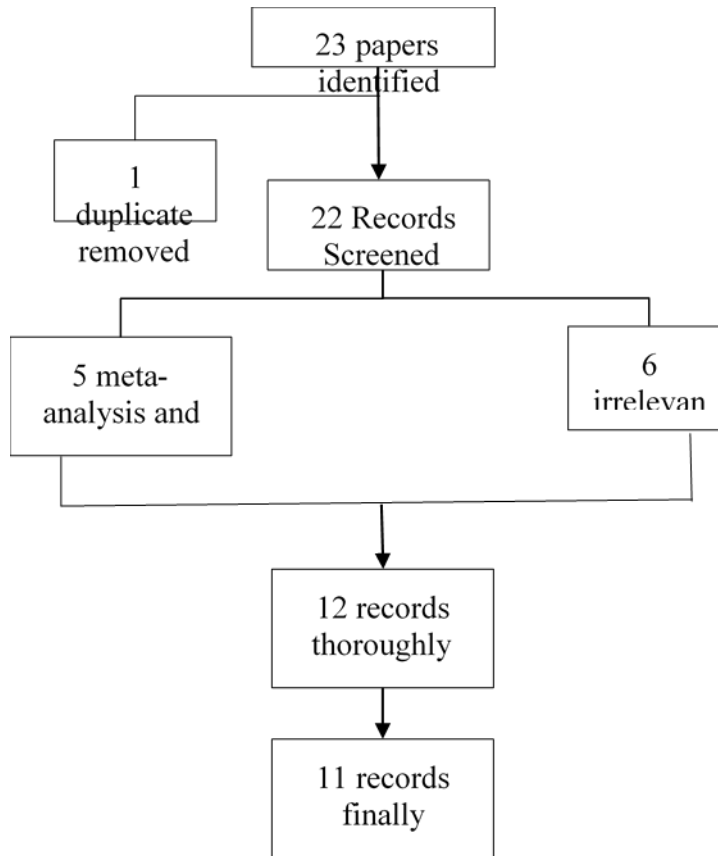 23 papers
identified
1
duplicate
removed
22 Records
Screened
5 meta-
analysis and
6
irrelevan
12 records
thoroughly
11 records
finally